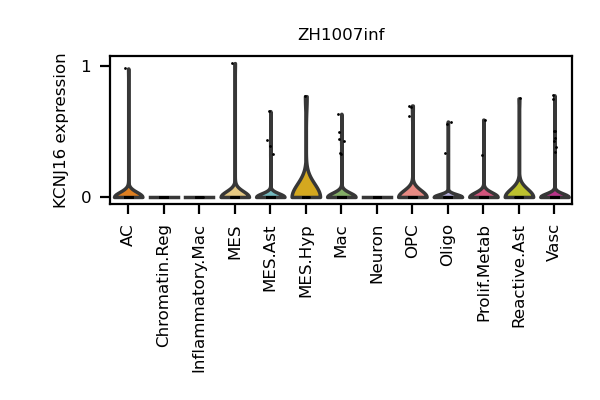 ZH1007inf
KCNJ16 expression
1
0
AC
Chromatin.Reg
Inflammatory.Mac
MES
MES.Ast
MES.Hyp
Mac
Neuron
OPC
Oligo
Prolif.Metab
Reactive.Ast
Vasc